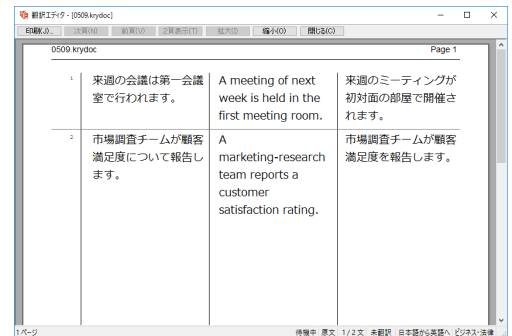 翻訳エディタ - [0509.krydoc]
印刷(J)... 次頁(N) 前頁(V) 2頁表示(T) 拡大(I) 縮小(O) 閉じる(C)
0509.krydoc Page 1
1
来週の会議は第一会議
室で行われます。
A meeting of next
week is held in the
first meeting room.
来週のミーティングが
初対面の部屋で開催さ
れます。
2
市場調査チームが顧客
満足度について報告し
ます。
A
marketing-research
team reports a
customer
satisfaction rating.
市場調査チームが顧客
満足度を報告します。
1ページ 待機中 原文 1/2文 未翻訳 日本語から英語へ ビジネス・法律